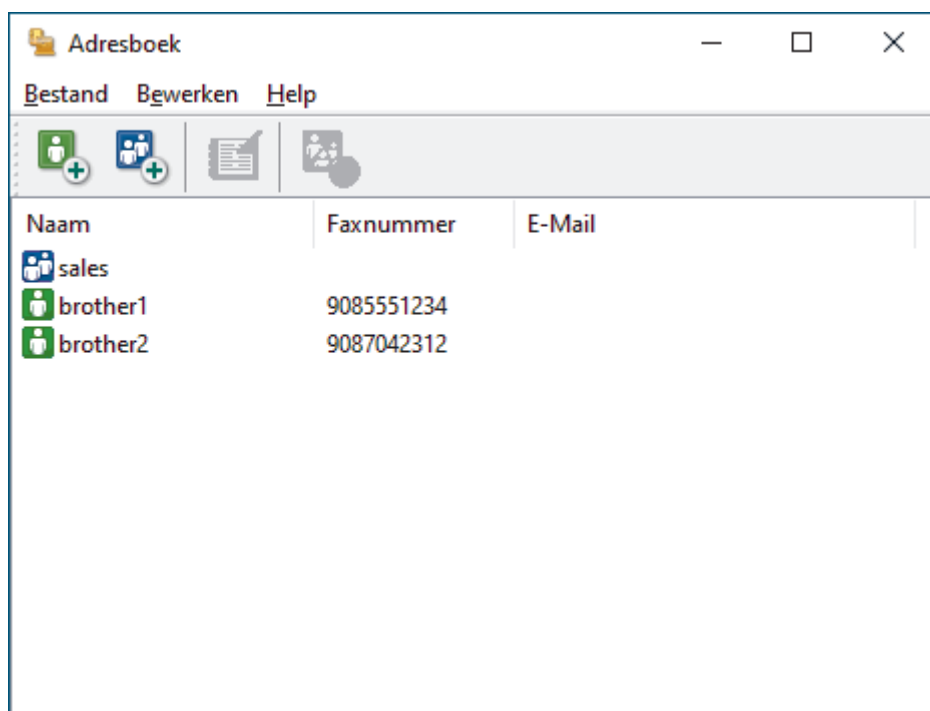 Adresboek
Bestand Bewerken Help
Naam Faxnummer E-Mail
sales
brother1 9085551234
brother2 9087042312